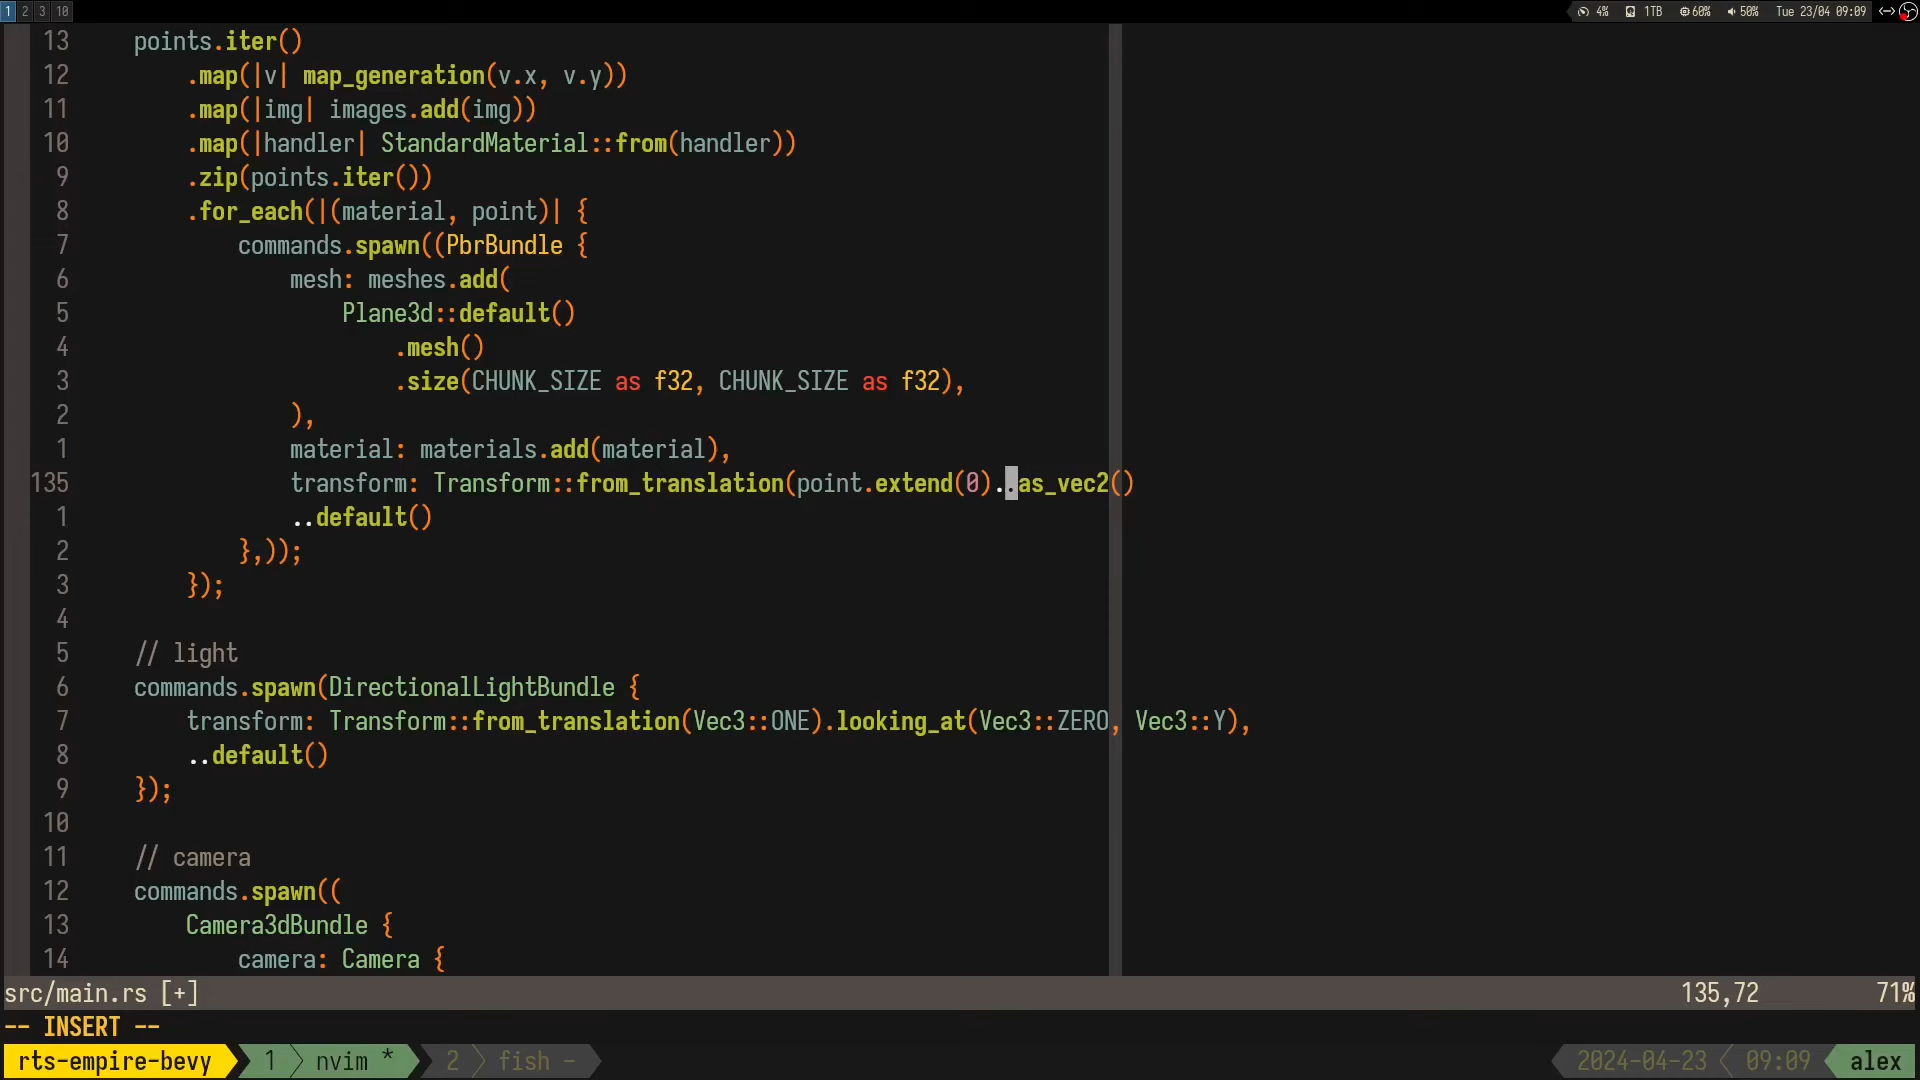 1 2 3 10 4% 1TB 60% 50% Tue 23/04 09:09
13 points.iter()
12 .map(|v| map_generation(v.x, v.y))
11 .map(|img| images.add(img))
10 .map(|handler| StandardMaterial::from(handler))
9 .zip(points.iter())
8 .for_each(|(material, point)| {
7 commands.spawn((PbrBundle {
6 mesh: meshes.add(
5 Plane3d::default()
4 .mesh()
3 .size(CHUNK_SIZE as f32, CHUNK_SIZE as f32),
2 ),
1 material: materials.add(material),
135 transform: Transform::from_translation(point.extend(0)..as_vec2()
1 ..default()
2 },));
3 });
4
5 // light
6 commands.spawn(DirectionalLightBundle {
7 transform: Transform::from_translation(Vec3::ONE).looking_at(Vec3::ZERO, Vec3::Y),
8 ..default()
9 });
10
11 // camera
12 commands.spawn((
13 Camera3dBundle {
14 camera: Camera {
src/main.rs [+] 135,72 71%
-- INSERT --
rts-empire-bevy 1 nvim * 2 fish - 2024-04-23 09:09 alex